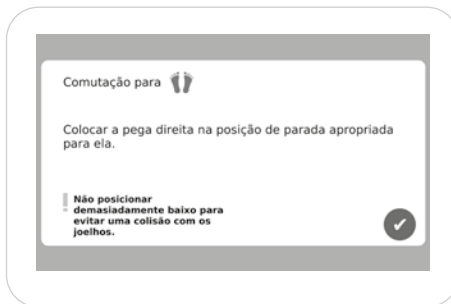 Comutação para
Colocar a pega direita na posição de parada apropriada
para ela.
Não posicionar
demasiadamente baixo para
evitar uma colisão com os
joelhos.